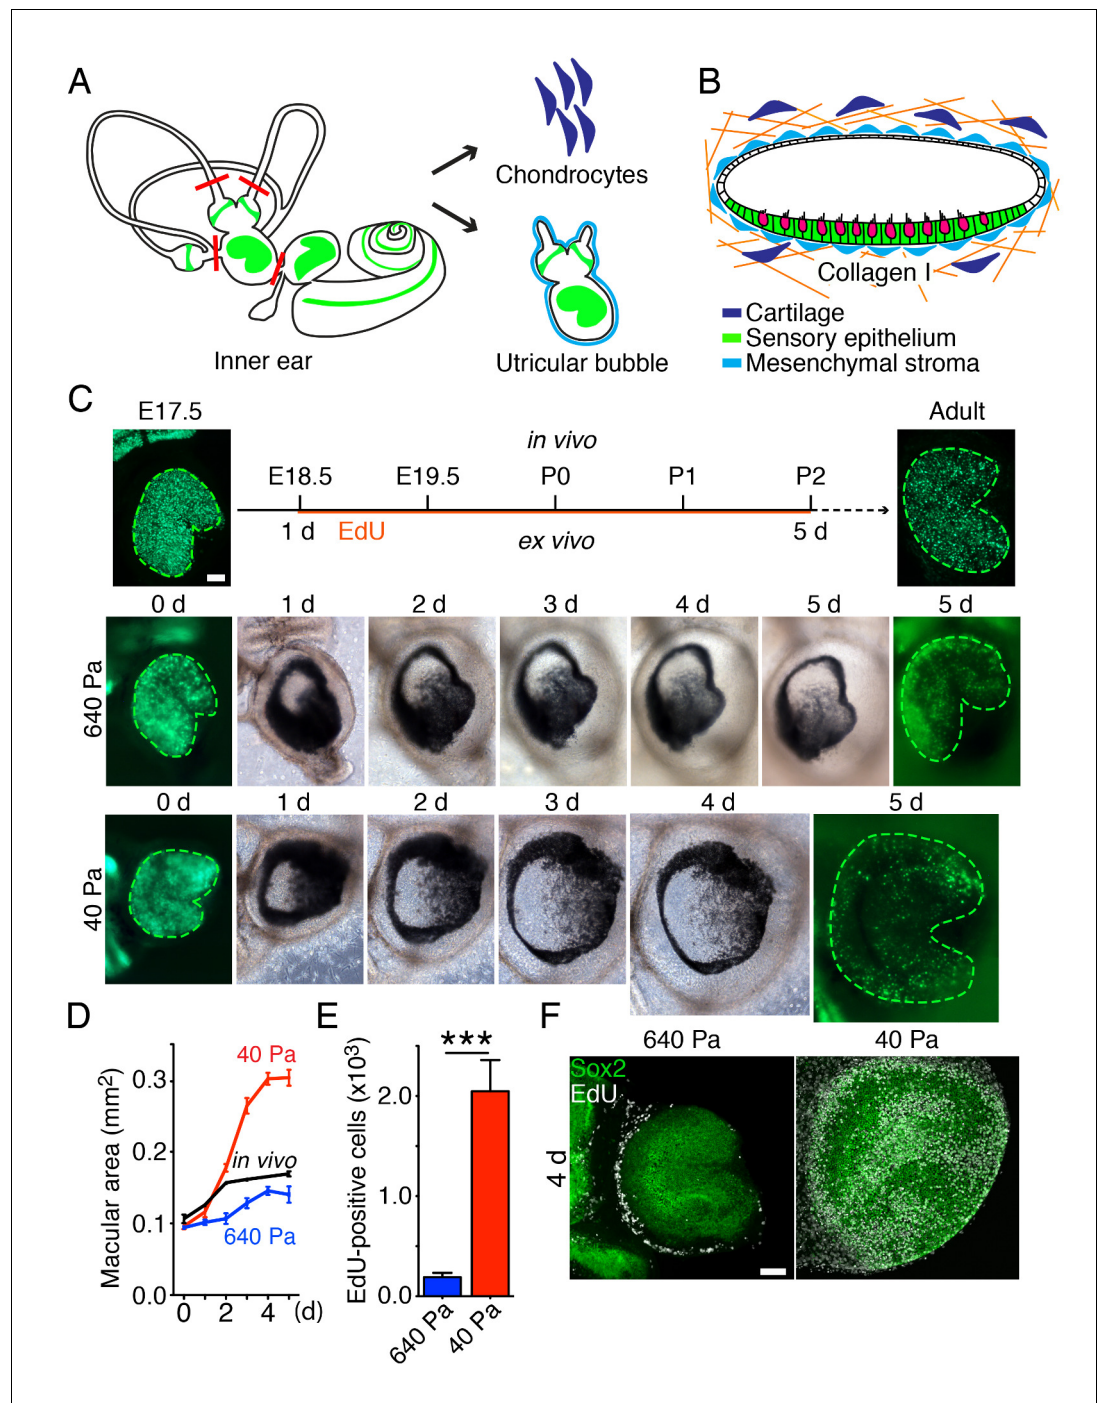 A
Chondrocytes
Inner ear
Utricular bubble
B
Collagen I
Cartilage
Sensory epithelium
Mesenchymal stroma
C
E17.5
in vivo
Adult
E18.5 E19.5 P0 P1 P2
1 d EdU ex vivo 5 d
0 d 1 d 2 d 3 d 4 d 5 d 5 d
640 Pa
0 d 1 d 2 d 3 d 4 d 5 d
40 Pa
D
Macular area (mm²)
0.3
0.2
0.1
0.0
40 Pa
in vivo
640 Pa
0 2 4 (d)
E
***
EdU-positive cells (x10³)
2.0
1.0
0.0
640 Pa 40 Pa
F
640 Pa 40 Pa
Sox2
EdU
4 d